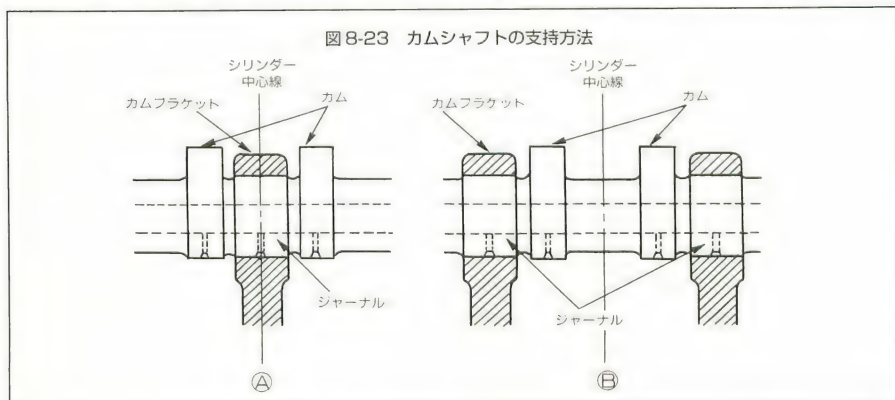 図8-23 カムシャフトの支持方法
シリンダー
中心線
カムブラケット
カム
ジャーナル
Ⓐ
シリンダー
中心線
カムブラケット
カム
ジャーナル
Ⓑ